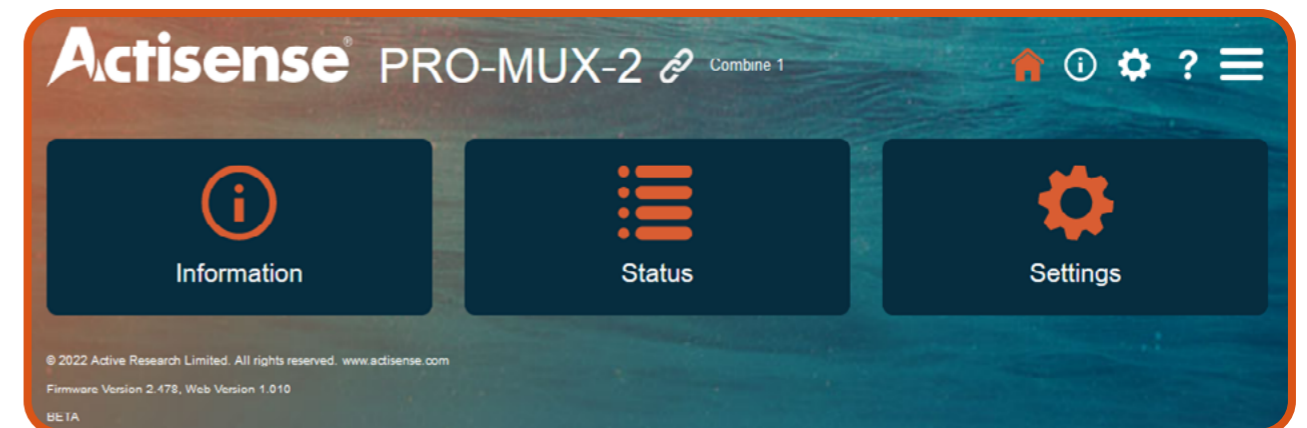 Actisense® PRO-MUX-2 Combine 1 ?
Information Status Settings
© 2022 Active Research Limited. All rights reserved. www.actisense.com
Firmware Version 2.478, Web Version 1.010
BETA